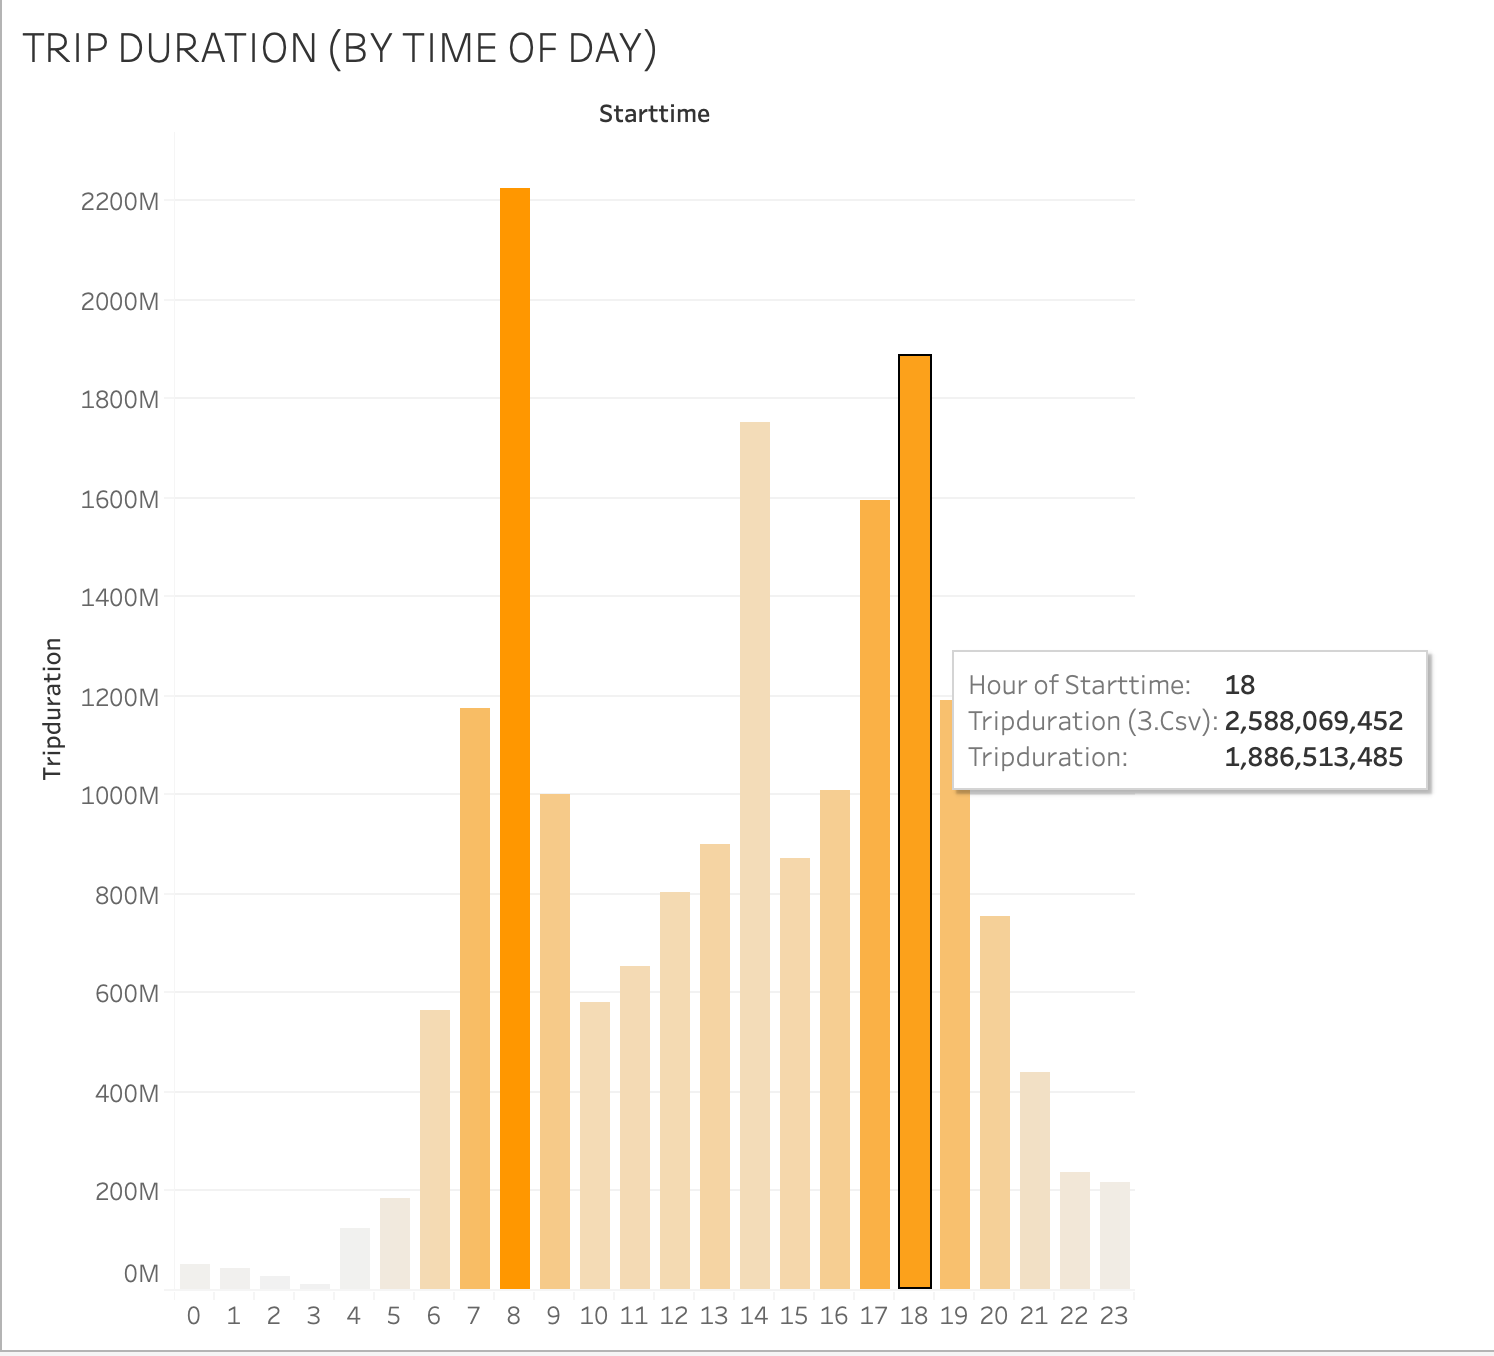 TRIP DURATION (BY TIME OF DAY)
Starttime
2200M
2000M
1800M
1600M
1400M
1200M
1000M
800M
600M
400M
200M
0M
Tripduration
Hour of Starttime: 18
Tripduration (3.Csv): 2,588,069,452
Tripduration: 1,886,513,485
0 1 2 3 4 5 6 7 8 9 10 11 12 13 14 15 16 17 18 19 20 21 22 23